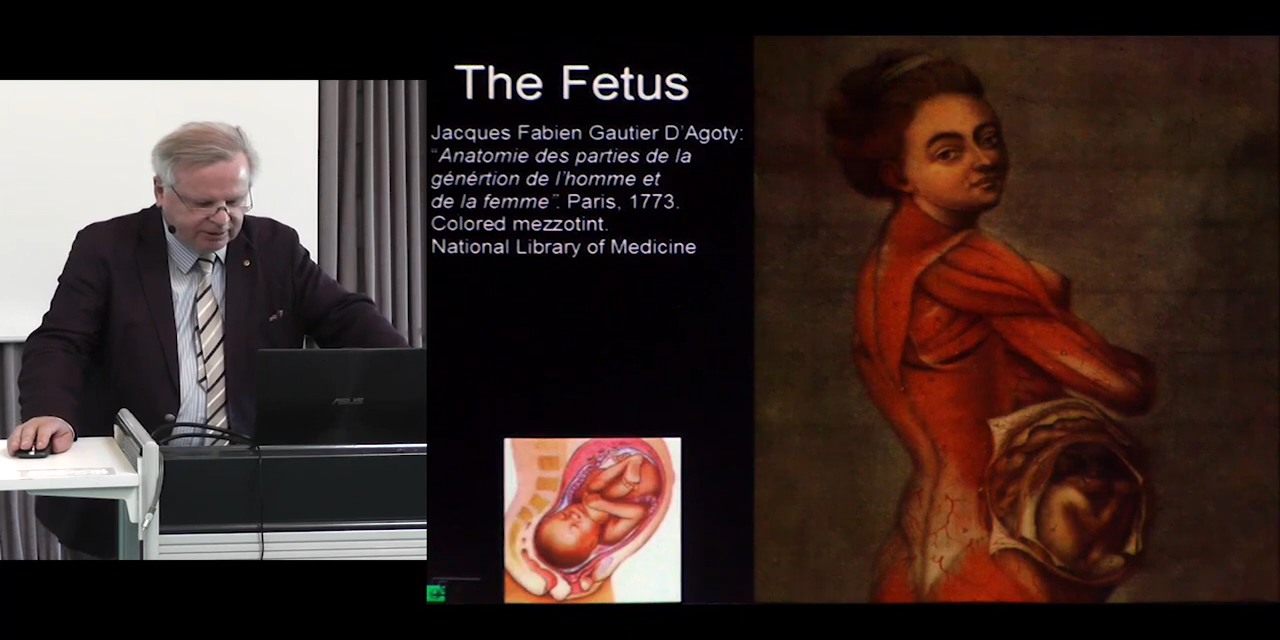 The Fetus
Jacques Fabien Gautier D'Agoty:
"Anatomie des parties de la
génértion de l'homme et
de la femme". Paris, 1773.
Colored mezzotint.
National Library of Medicine
ASUS